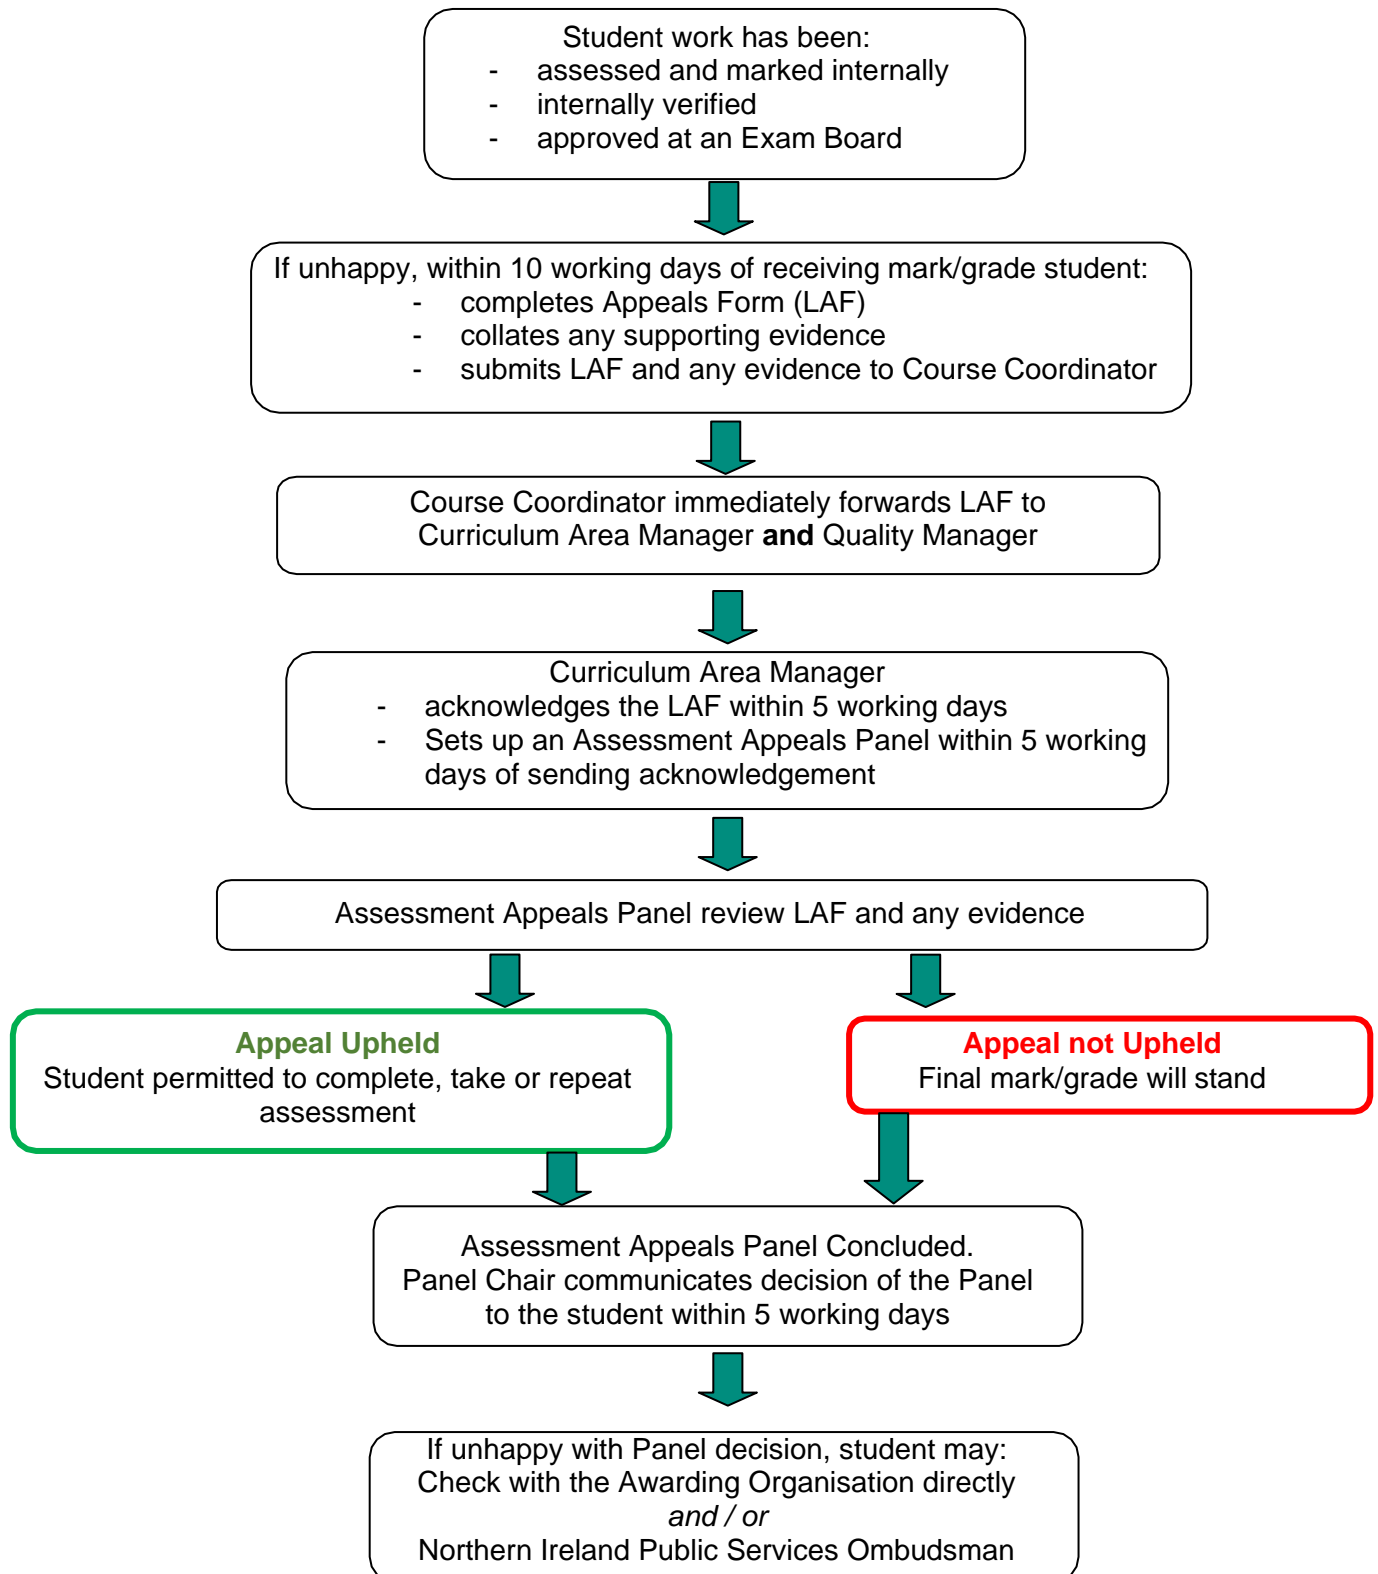 Student work has been:
- assessed and marked internally
- internally verified
- approved at an Exam Board
If unhappy, within 10 working days of receiving mark/grade student:
- completes Appeals Form (LAF)
- collates any supporting evidence
- submits LAF and any evidence to Course Coordinator
Course Coordinator immediately forwards LAF to
Curriculum Area Manager and Quality Manager
Curriculum Area Manager
- acknowledges the LAF within 5 working days
- Sets up an Assessment Appeals Panel within 5 working
days of sending acknowledgement
Assessment Appeals Panel review LAF and any evidence
Appeal Upheld
Student permitted to complete, take or repeat
assessment
Appeal not Upheld
Final mark/grade will stand
Assessment Appeals Panel Concluded.
Panel Chair communicates decision of the Panel
to the student within 5 working days
If unhappy with Panel decision, student may:
Check with the Awarding Organisation directly
and / or
Northern Ireland Public Services Ombudsman